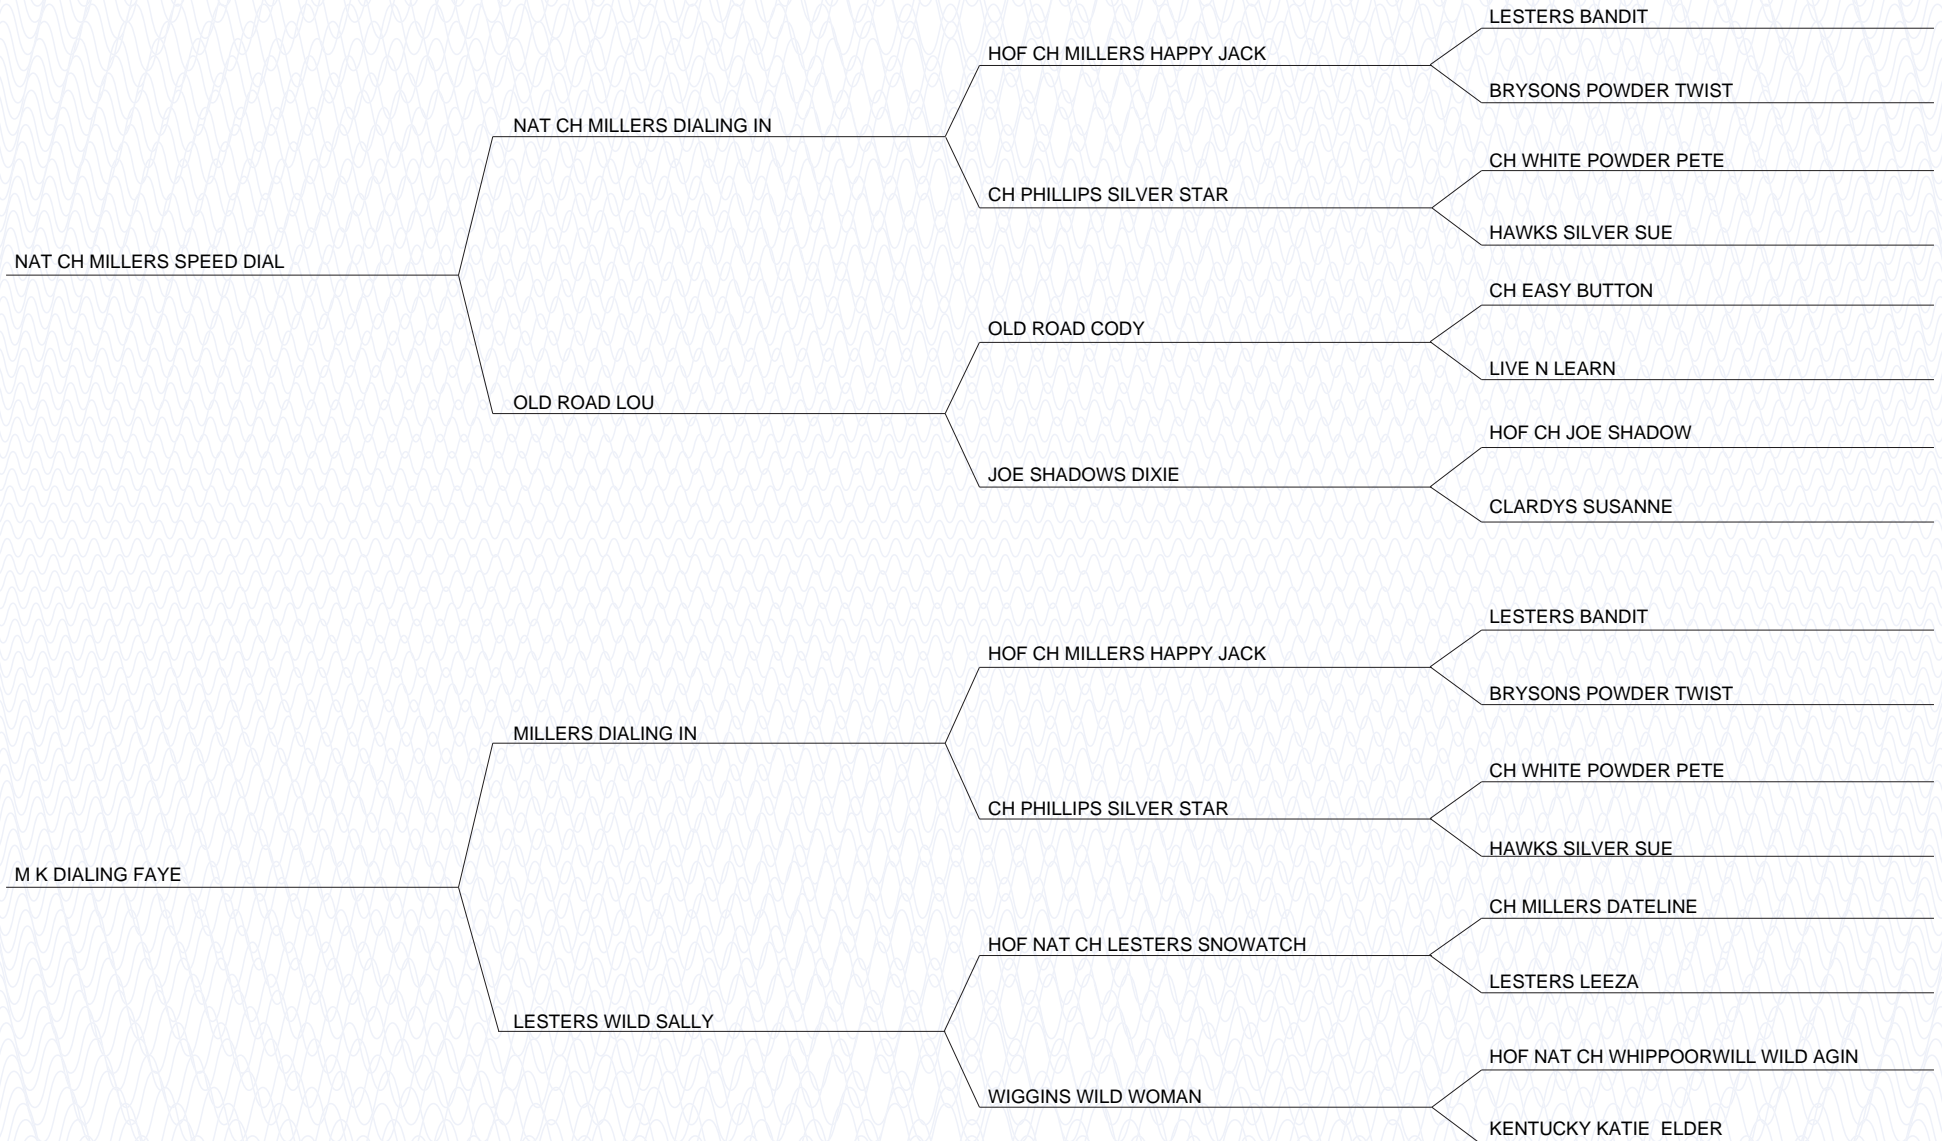 LESTERS BANDIT
HOF CH MILLERS HAPPY JACK
BRYSONS POWDER TWIST
NAT CH MILLERS DIALING IN
CH WHITE POWDER PETE
CH PHILLIPS SILVER STAR
HAWKS SILVER SUE
NAT CH MILLERS SPEED DIAL
CH EASY BUTTON
OLD ROAD CODY
LIVE N LEARN
OLD ROAD LOU
HOF CH JOE SHADOW
JOE SHADOWS DIXIE
CLARDYS SUSANNE
LESTERS BANDIT
HOF CH MILLERS HAPPY JACK
BRYSONS POWDER TWIST
MILLERS DIALING IN
CH WHITE POWDER PETE
CH PHILLIPS SILVER STAR
HAWKS SILVER SUE
M K DIALING FAYE
CH MILLERS DATELINE
HOF NAT CH LESTERS SNOWATCH
LESTERS LEEZA
LESTERS WILD SALLY
HOF NAT CH WHIPPOORWILL WILD AGIN
WIGGINS WILD WOMAN
KENTUCKY KATIE  ELDER